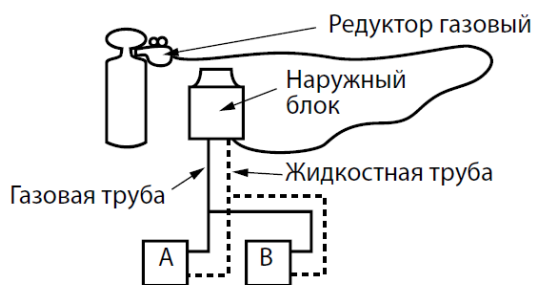 Редуктор газовый
Наружный
блок
Газовая труба
Жидкостная труба
А
В